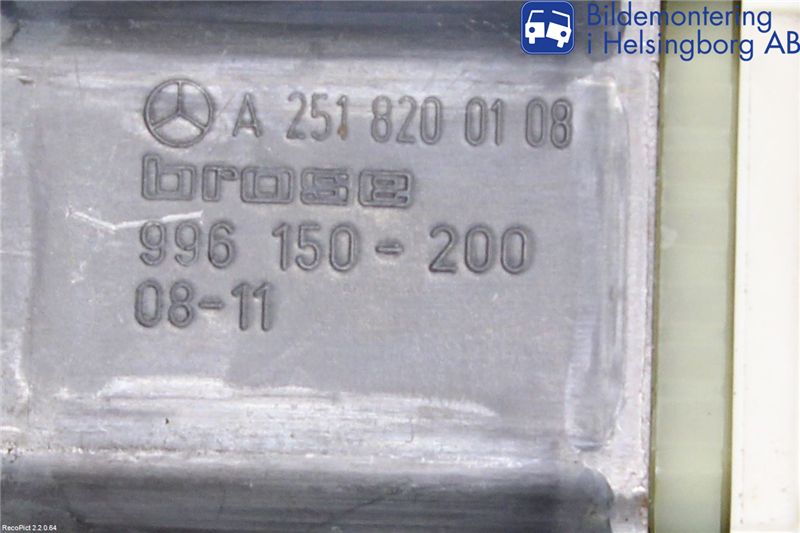 Bildemontering
i Helsingborg AB
A 251 820 01 08
brose
996 150-200
08-11
RecoPict 2.2.0.64